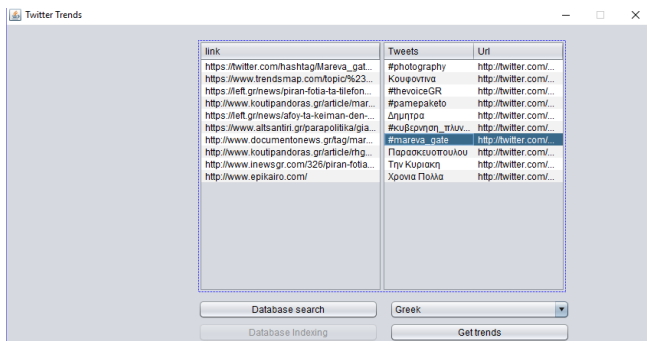 Twitter Trends
link
https://twitter.com/hashtag/Mareva_gat...
https://www.trendsmap.com/topic/%23...
https://left.gr/news/piran-fotia-ta-tilefon...
http://www.koutipandoras.gr/article/mar...
https://left.gr/news/afoy-ta-keiman-den-...
https://www.altsantiri.gr/parapolitika/gia...
http://www.documentonews.gr/tag/mar...
http://www.koutipandoras.gr/article/rhg...
http://www.inewsgr.com/326/piran-fotia...
http://www.epikairo.com/
Tweets Url
#photography http://twitter.com/...
Κουφοντινα http://twitter.com/...
#thevoiceGR http://twitter.com/...
#pamepaketo http://twitter.com/...
Δημητρα http://twitter.com/...
#κυβερνηση_πλυν... http://twitter.com/...
#mareva_gate http://twitter.com/...
Παρασκευοπουλου http://twitter.com/...
Την Κυριακη http://twitter.com/...
Χρονια Πολλα http://twitter.com/...
Database search
Greek
Database Indexing
Get trends